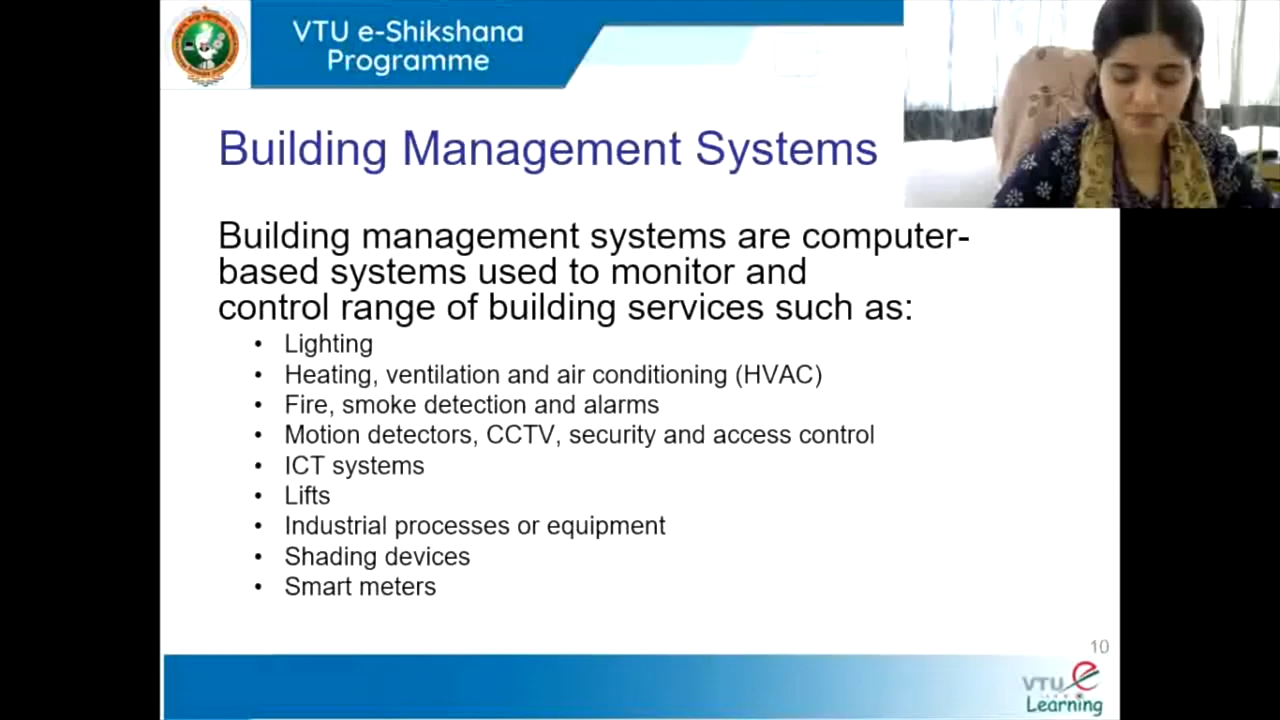 VTU e-Shikshana
Programme
Building Management Systems
Building management systems are computer-
based systems used to monitor and
control range of building services such as:
• Lighting
• Heating, ventilation and air conditioning (HVAC)
• Fire, smoke detection and alarms
• Motion detectors, CCTV, security and access control
• ICT systems
• Lifts
• Industrial processes or equipment
• Shading devices
• Smart meters
10
VTU e
Learning